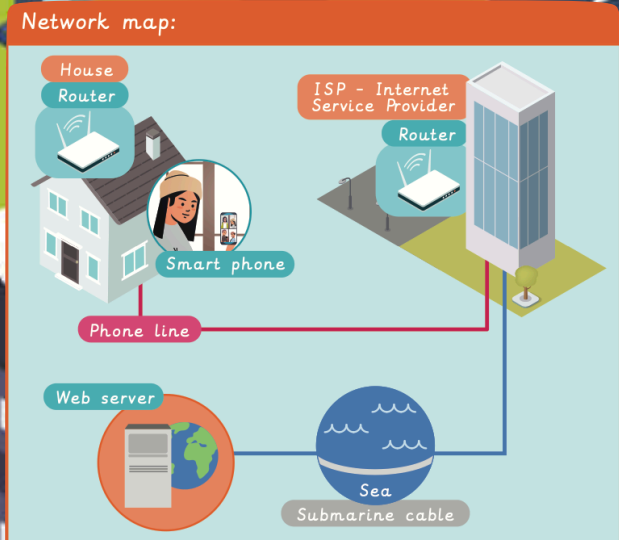 Network map:
House
Router
ISP - Internet
Service Provider
Router
Smart phone
Phone line
Web server
Sea
Submarine cable